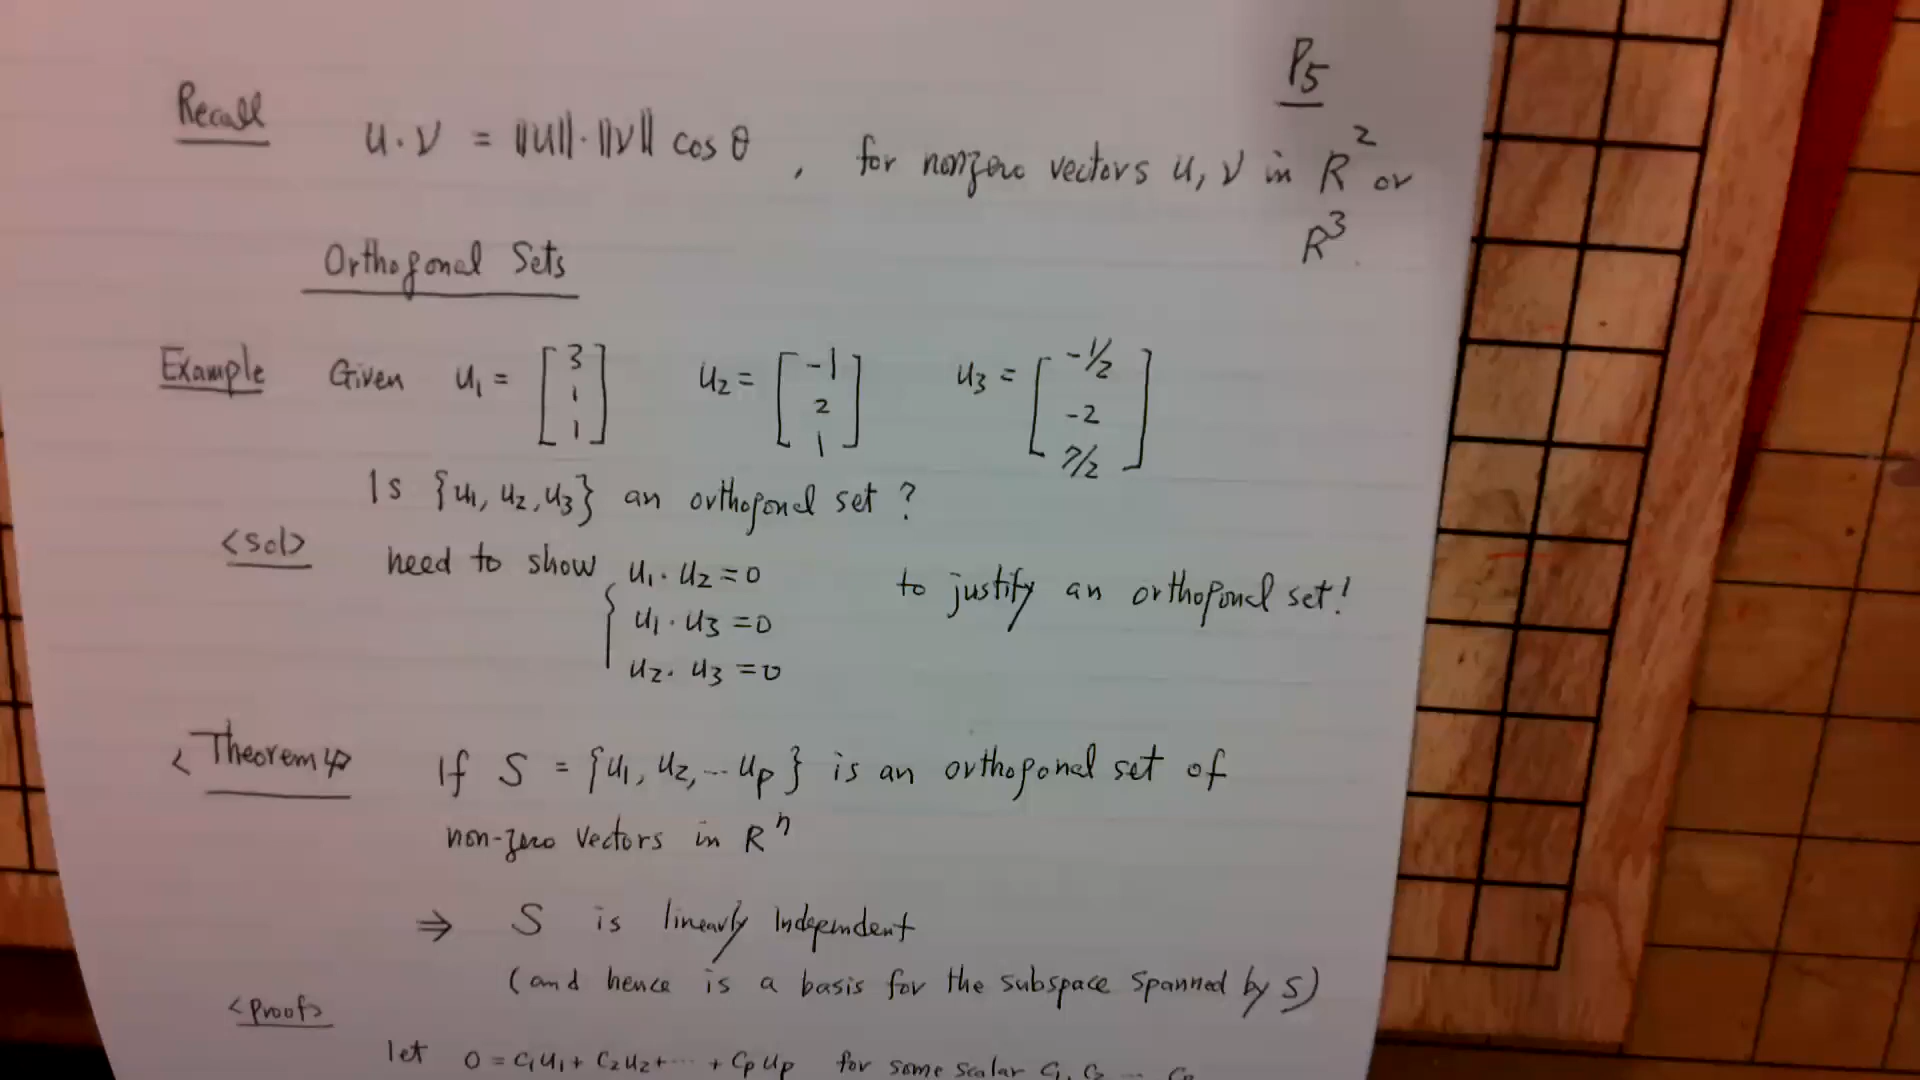 P5
Recall u·v = ||u||·||v|| cos θ , for nonzero vectors u, v in R² or
R³.
Orthogonal Sets
Example Given u₁ = [3 1 1] u₂ = [-1 2 1] u₃ = [-1/2 -2 7/2]
Is {u₁, u₂, u₃} an orthogonal set ?
<sol> need to show { u₁·u₂ = 0 to justify an orthogonal set!
u₁·u₃ = 0
u₂·u₃ = 0
<Theorem 4> If S = {u₁, u₂, ... uₚ} is an orthogonal set of
non-zero vectors in Rⁿ
⇒ S is linearly independent
(and hence is a basis for the subspace spanned by S)
<proof>
let 0 = c₁u₁ + c₂u₂ + ··· + cₚuₚ for some scalar c₁, c₂ ... cₚ